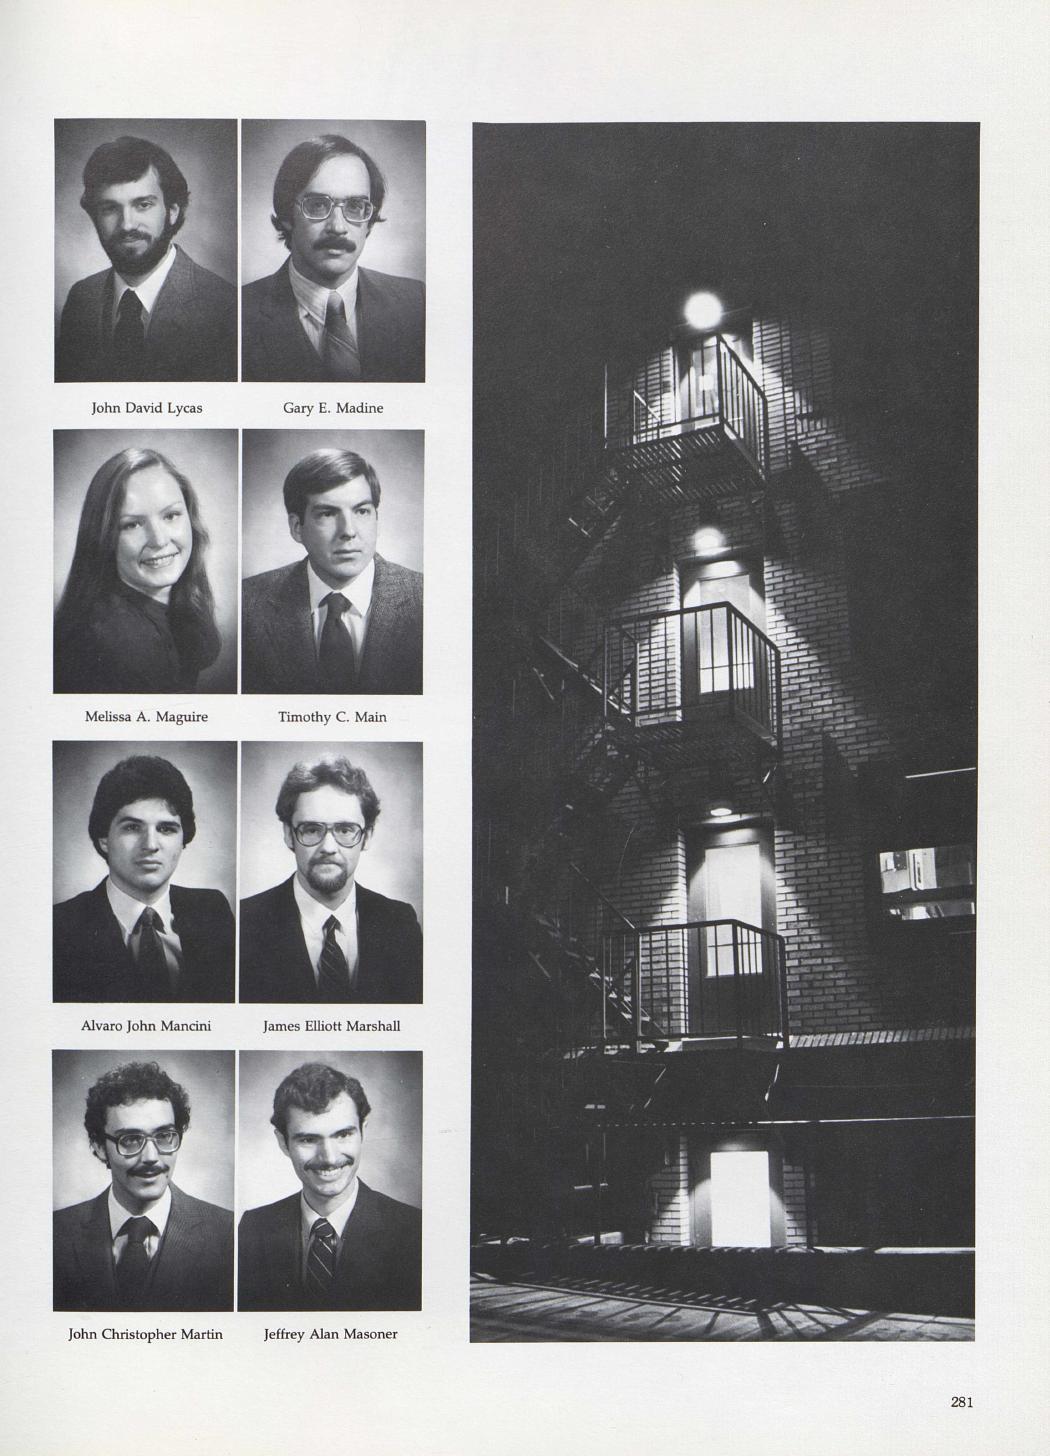 John David Lycas
Gary E. Madine
Melissa A. Maguire
Timothy C. Main
Alvaro John Mancini
James Elliott Marshall
John Christopher Martin
Jeffrey Alan Masoner
281